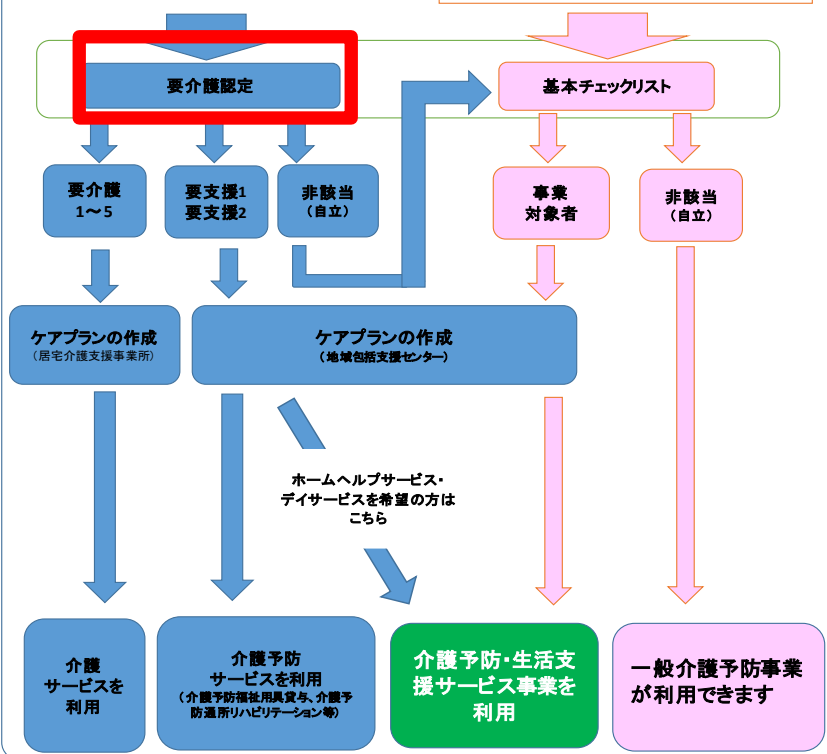 要介護認定
基本チェックリスト
要介護
1～5
要支援1
要支援2
非該当
（自立）
事業
対象者
非該当
（自立）
ケアプランの作成
（居宅介護支援事業所）
ケアプランの作成
（地域包括支援センター）
ホームヘルプサービス・
デイサービスを希望の方は
こちら
介護
サービスを
利用
介護予防
サービスを利用
（介護予防福祉用具貸与、介護予
防通所リハビリテーション等）
介護予防・生活支
援サービス事業を
利用
一般介護予防事業
が利用できます